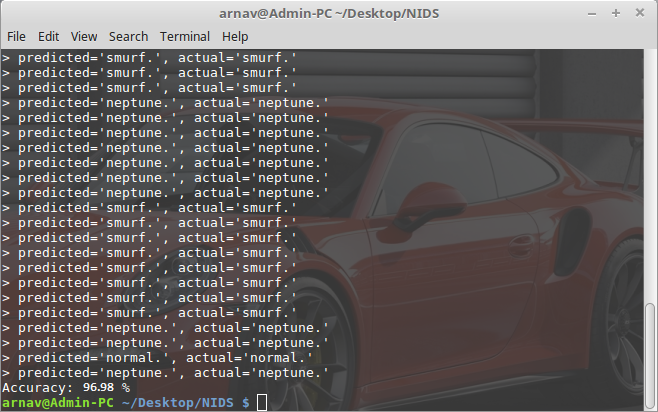 arnav@Admin-PC ~/Desktop/NIDS
File Edit View Search Terminal Help
> predicted='smurf.', actual='smurf.'
> predicted='smurf.', actual='smurf.'
> predicted='smurf.', actual='smurf.'
> predicted='neptune.', actual='neptune.'
> predicted='neptune.', actual='neptune.'
> predicted='neptune.', actual='neptune.'
> predicted='neptune.', actual='neptune.'
> predicted='neptune.', actual='neptune.'
> predicted='neptune.', actual='neptune.'
> predicted='neptune.', actual='neptune.'
> predicted='smurf.', actual='smurf.'
> predicted='smurf.', actual='smurf.'
> predicted='smurf.', actual='smurf.'
> predicted='smurf.', actual='smurf.'
> predicted='smurf.', actual='smurf.'
> predicted='smurf.', actual='smurf.'
> predicted='smurf.', actual='smurf.'
> predicted='smurf.', actual='smurf.'
> predicted='neptune.', actual='neptune.'
> predicted='neptune.', actual='neptune.'
> predicted='normal.', actual='normal.'
> predicted='neptune.', actual='neptune.'
Accuracy: 96.98 %
arnav@Admin-PC ~/Desktop/NIDS $